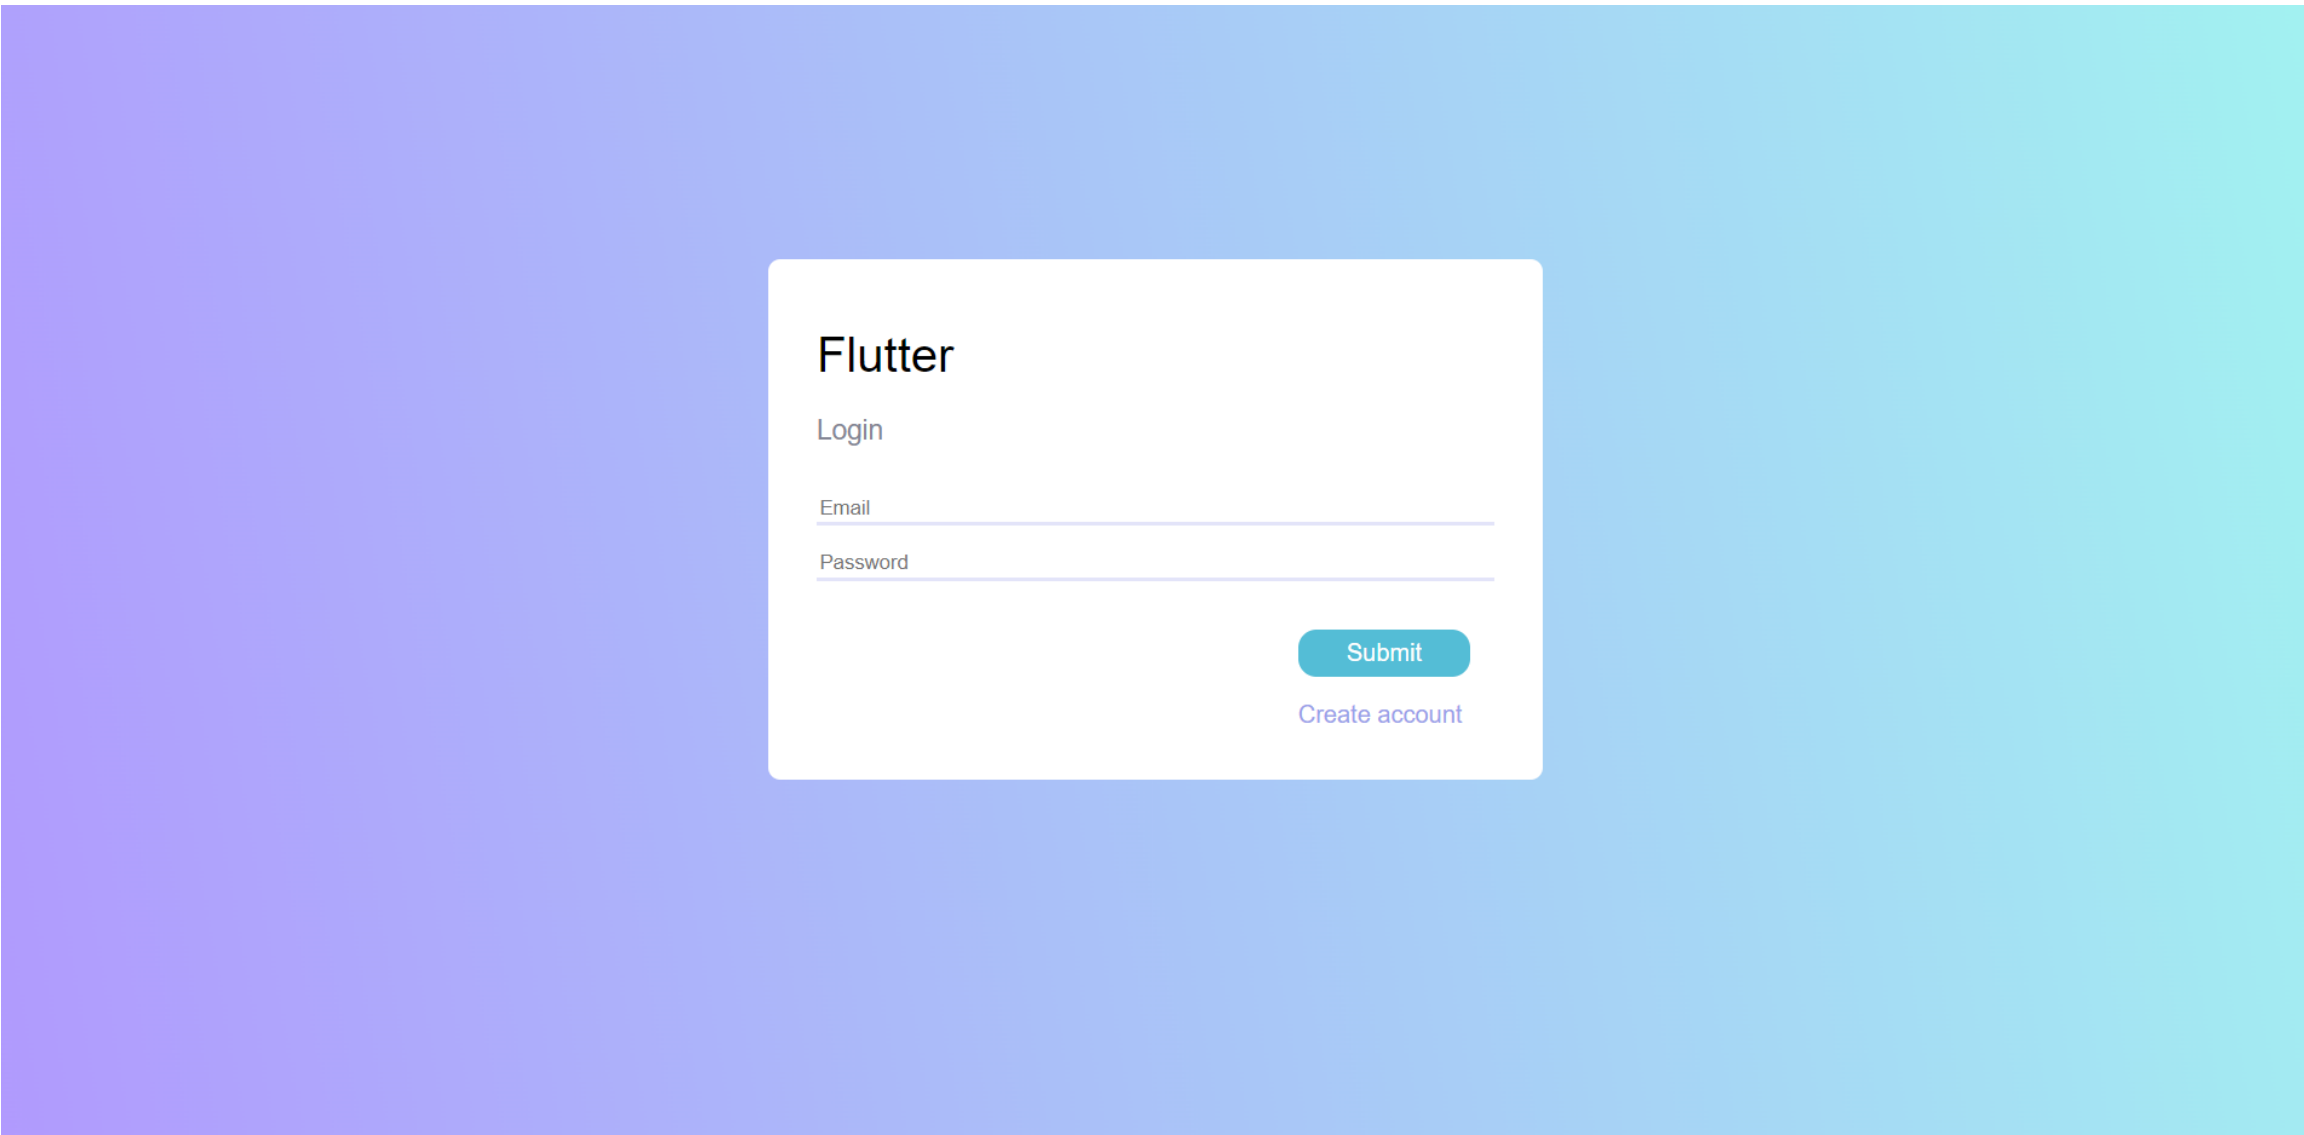 Flutter
Login
Email
Password
Submit
Create account